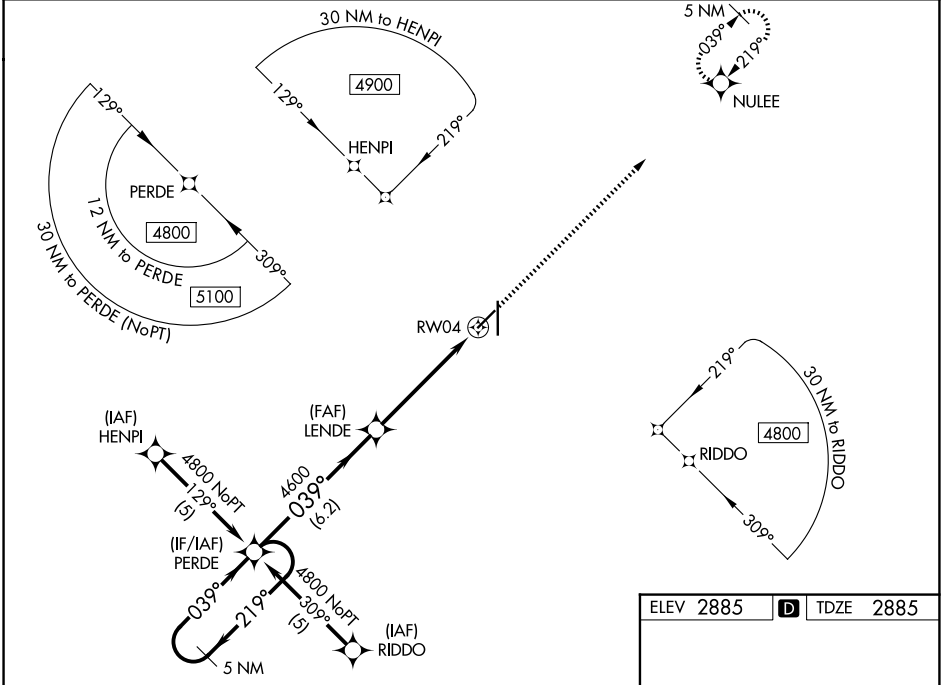 30 NM to HENPI
4900
129°
219°
HENPI
5 NM
039°
219°
NULEE
129°
PERDE
4800
12 NM to PERDE
309°
5100
30 NM to PERDE (NoPT)
RW04
219°
30 NM to RIDDO
4800
RIDDO
309°
(FAF)
LENDE
(IAF)
HENPI
4800 NoPT
129°
(5)
4600
039°
(6.2)
(IF/IAF)
PERDE
039°
219°
4800 NoPT
309°
(5)
(IAF)
RIDDO
5 NM
ELEV 2885 D TDZE 2885